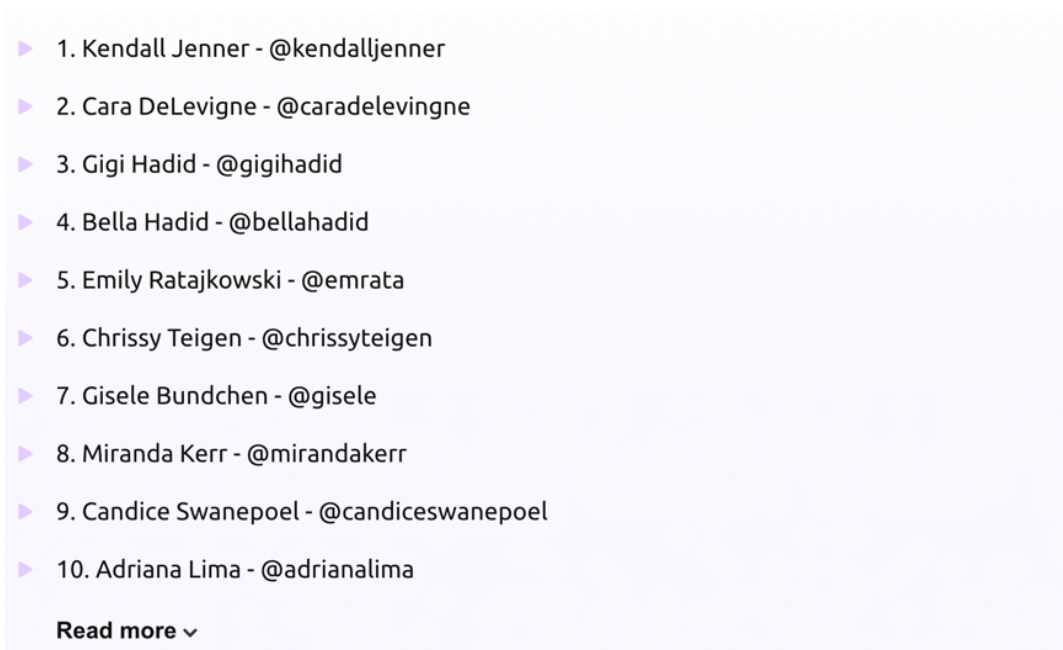 1. Kendall Jenner - @kendalljenner
2. Cara DeLevigne - @caradelevingne
3. Gigi Hadid - @gigihadid
4. Bella Hadid - @bellahadid
5. Emily Ratajkowski - @emrata
6. Chrissy Teigen - @chrissyteigen
7. Gisele Bundchen - @gisele
8. Miranda Kerr - @mirandakerr
9. Candice Swanepoel - @candiceswanepoel
10. Adriana Lima - @adrianalima
Read more